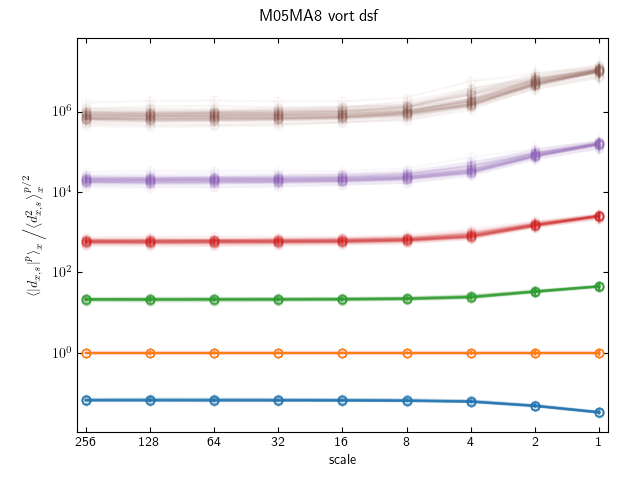 M05MA8 vort dsf
⟨|d_{x,s}|^p⟩_x / ⟨d_{x,s}^2⟩_x^{p/2}
10^6
10^4
10^2
10^0
256 128 64 32 16 8 4 2 1
scale